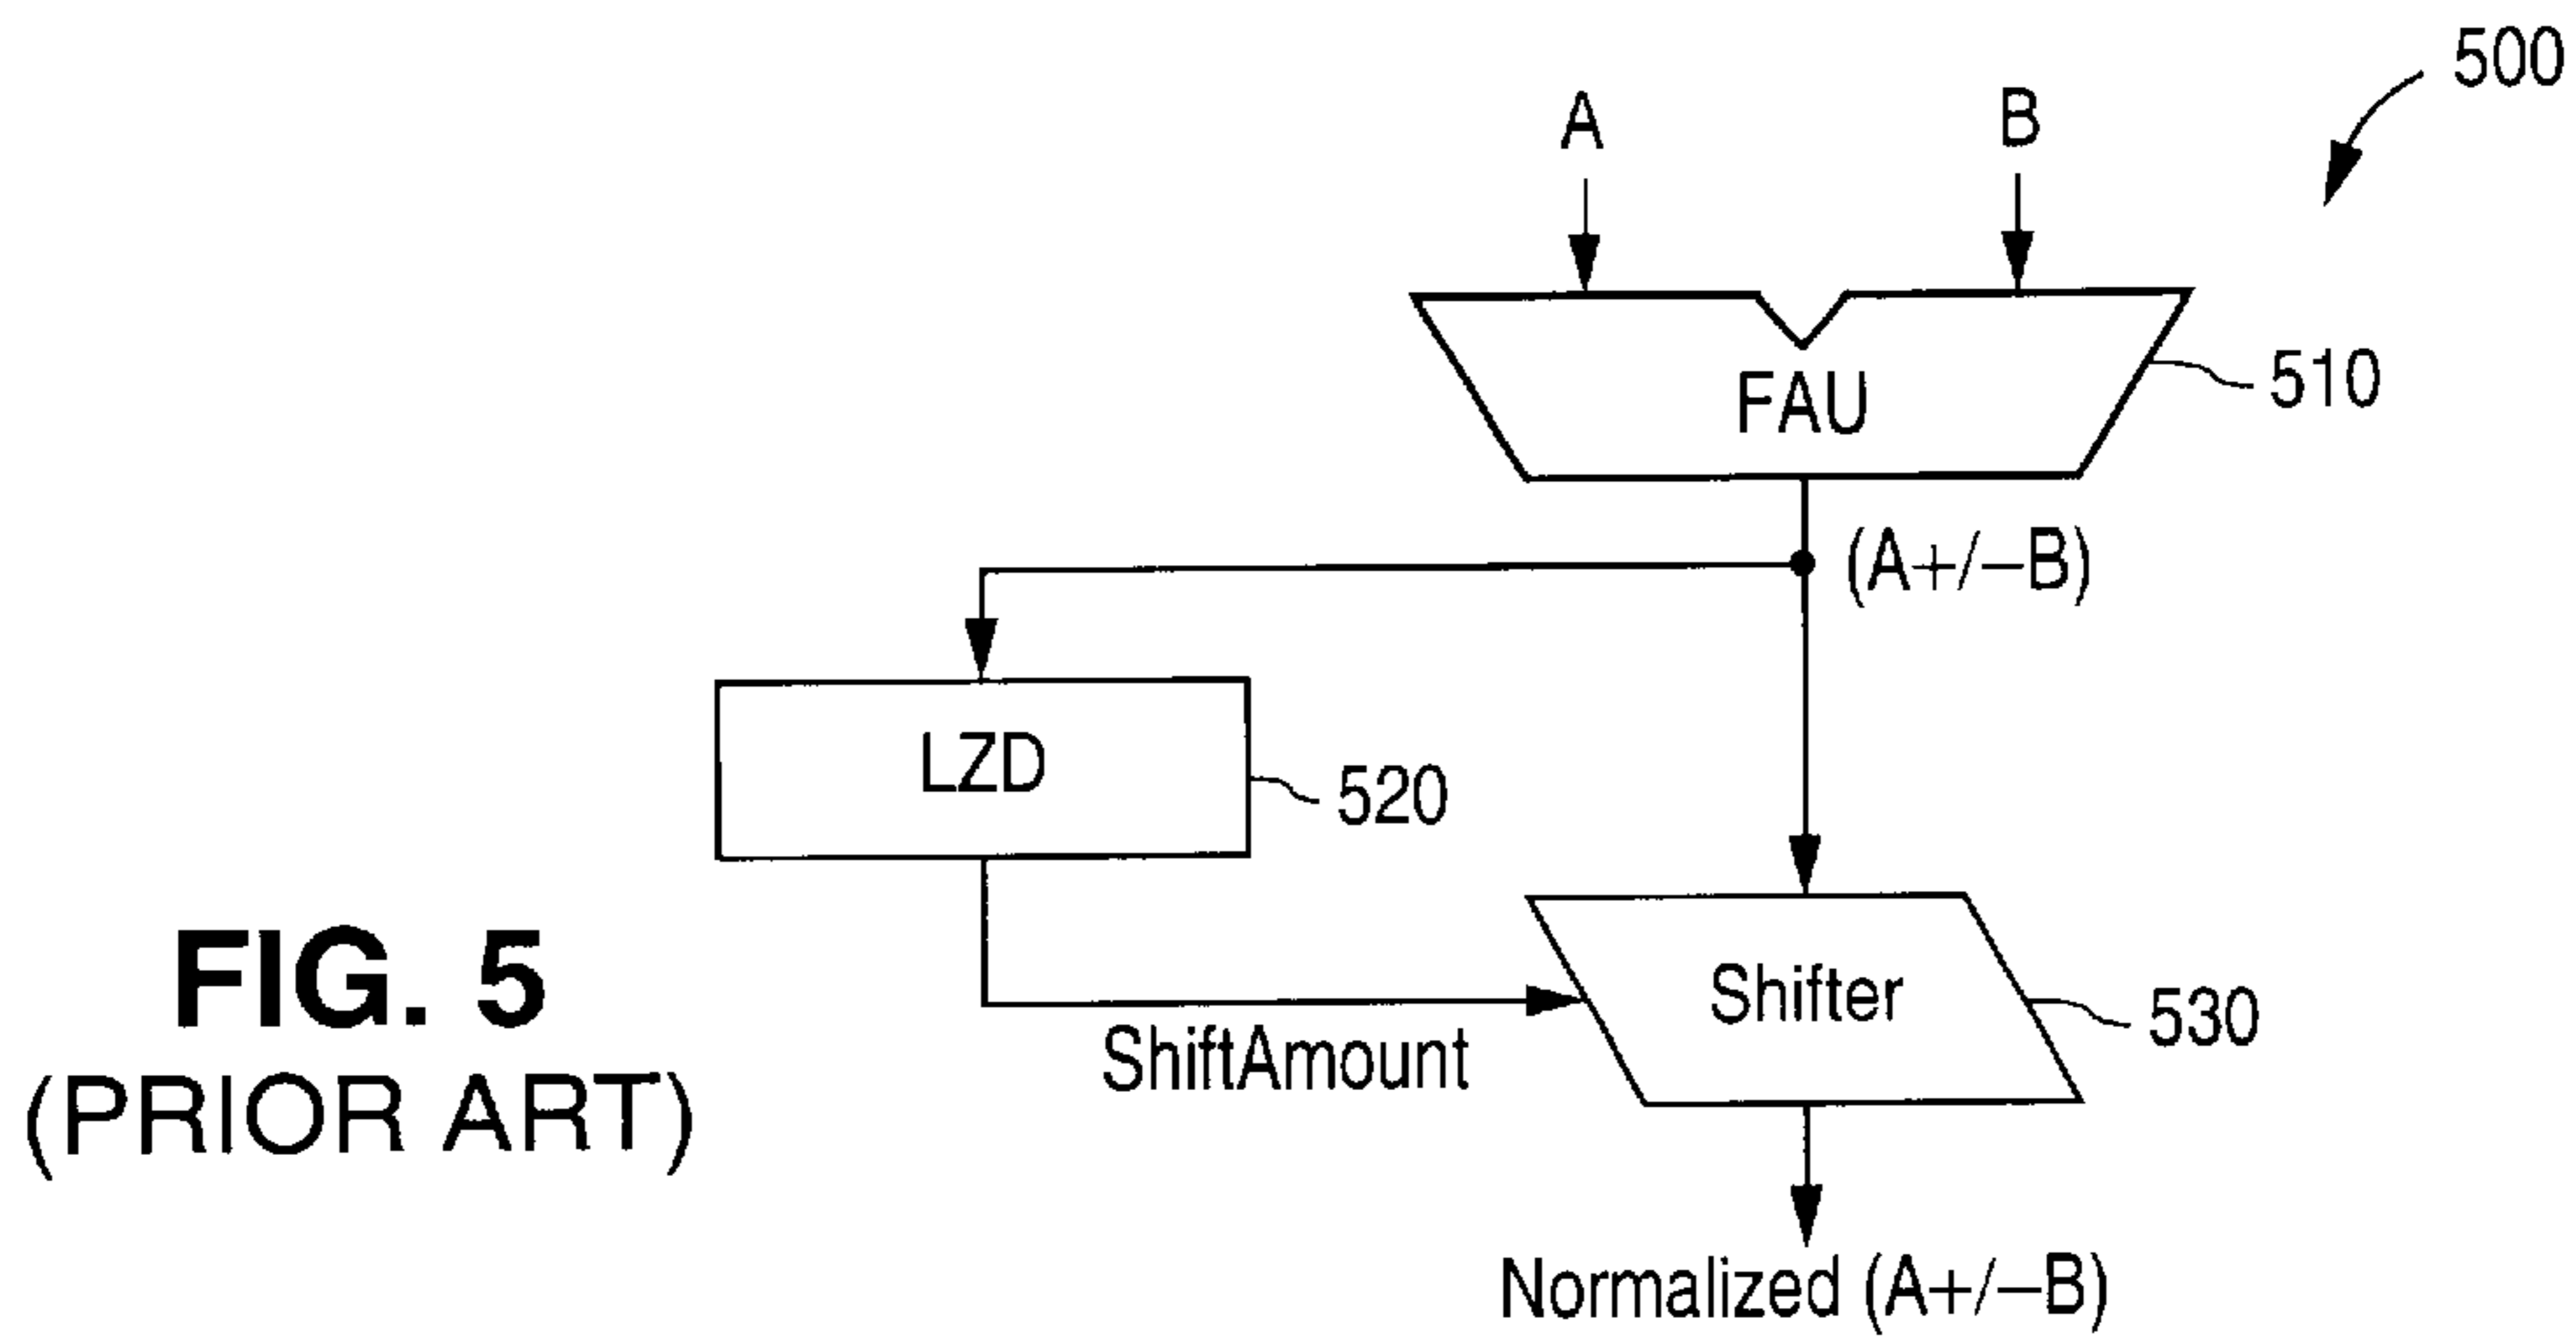 500
A
B
FAU
510
(A+/−B)
LZD
520
Shifter
530
ShiftAmount
FIG. 5
(PRIOR ART)
Normalized (A+/−B)